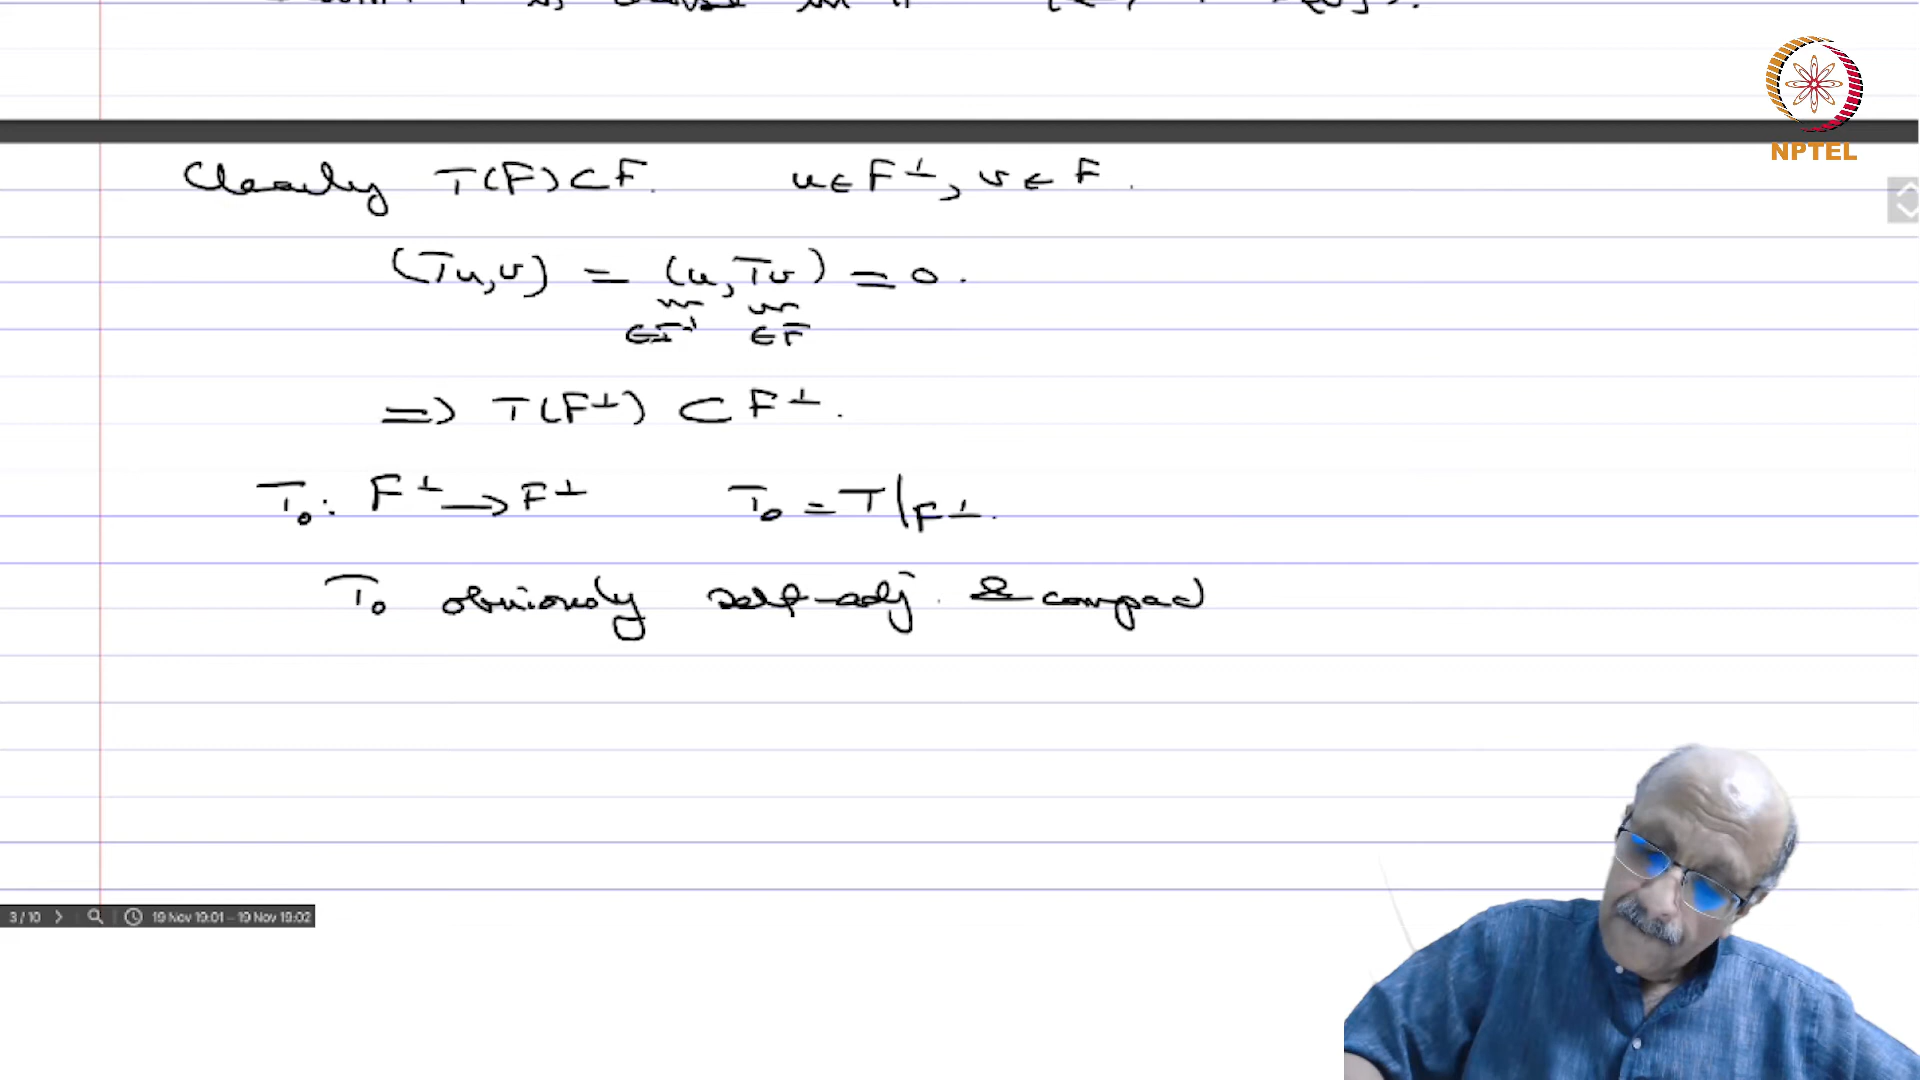 NPTEL
Clearly T(F) ⊂ F. u ∈ F⊥, v ∈ F.
(Tu, v) = (u, Tv) = 0.
∈F⊥ ∈F
⇒ T(F⊥) ⊂ F⊥.
T₀: F⊥ → F⊥ T₀ = T|F⊥.
T₀ obviously self-adj. & compact
3 / 10 19 Nov 19:01 – 19 Nov 19:02